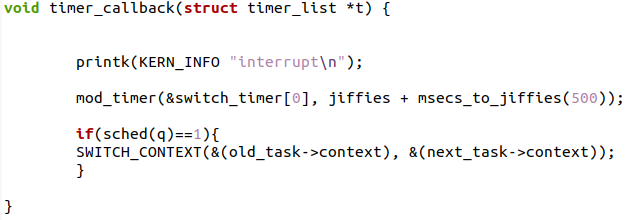 void timer_callback(struct timer_list *t) {
printk(KERN_INFO "interrupt\n");
mod_timer(&switch_timer[0], jiffies + msecs_to_jiffies(500));
if(sched(q)==1){
SWITCH_CONTEXT(&(old_task->context), &(next_task->context));
}
}